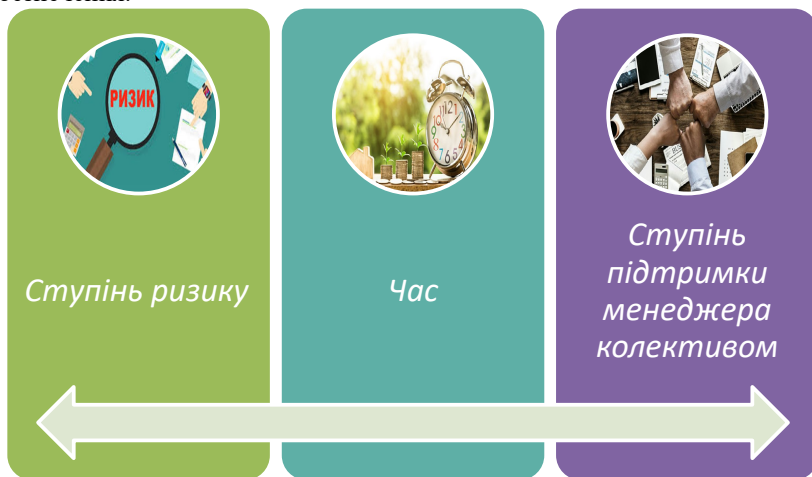 РИЗИК
Ступінь ризику
Час
Ступінь
підтримки
менеджера
колективом